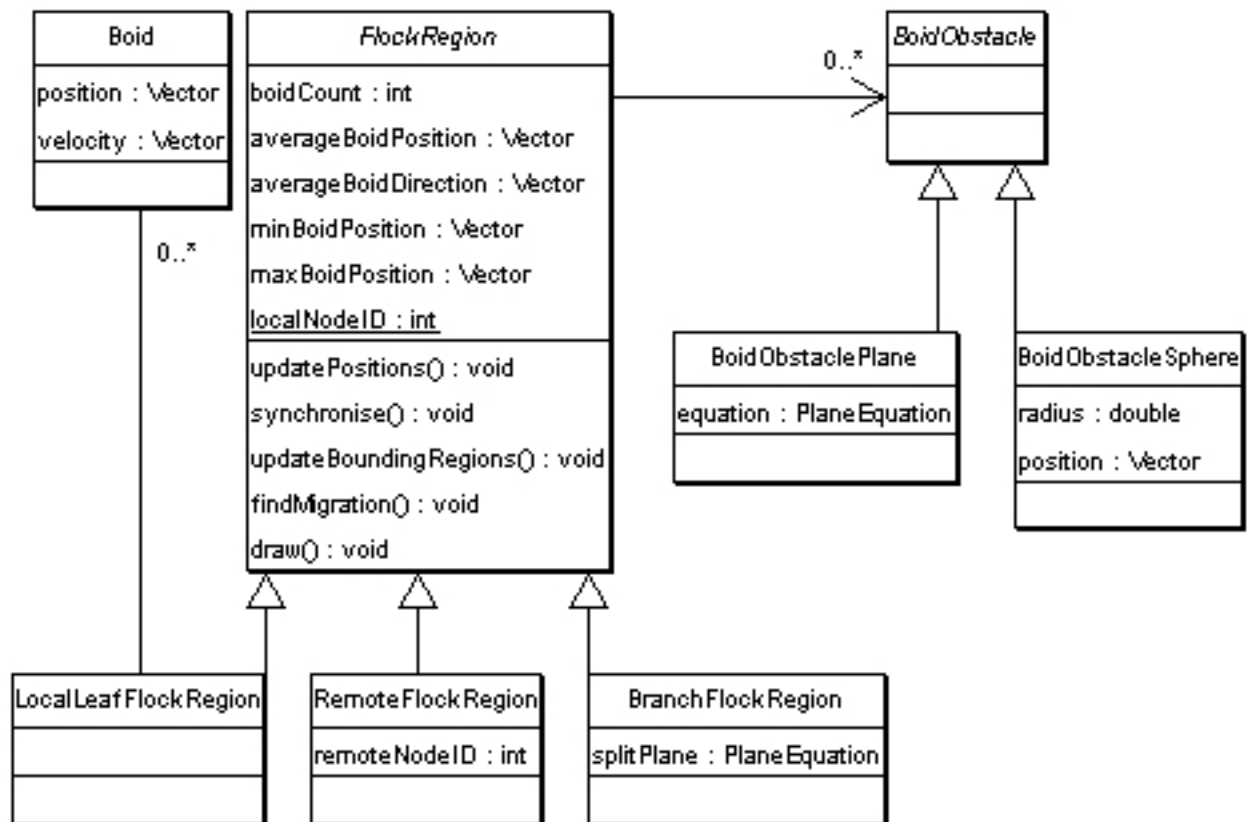 Boid
position : Vector
velocity : Vector
0..*
FlockRegion
boidCount : int
averageBoidPosition : Vector
averageBoidDirection : Vector
minBoidPosition : Vector
maxBoidPosition : Vector
localNodeID : int
updatePositions() : void
synchronise() : void
updateBoundingRegions() : void
findMigration() : void
draw() : void
0..*
BoidObstacle
BoidObstaclePlane
equation : PlaneEquation
BoidObstacleSphere
radius : double
position : Vector
LocalLeafFlockRegion
RemoteFlockRegion
remoteNodeID : int
BranchFlockRegion
splitPlane : PlaneEquation